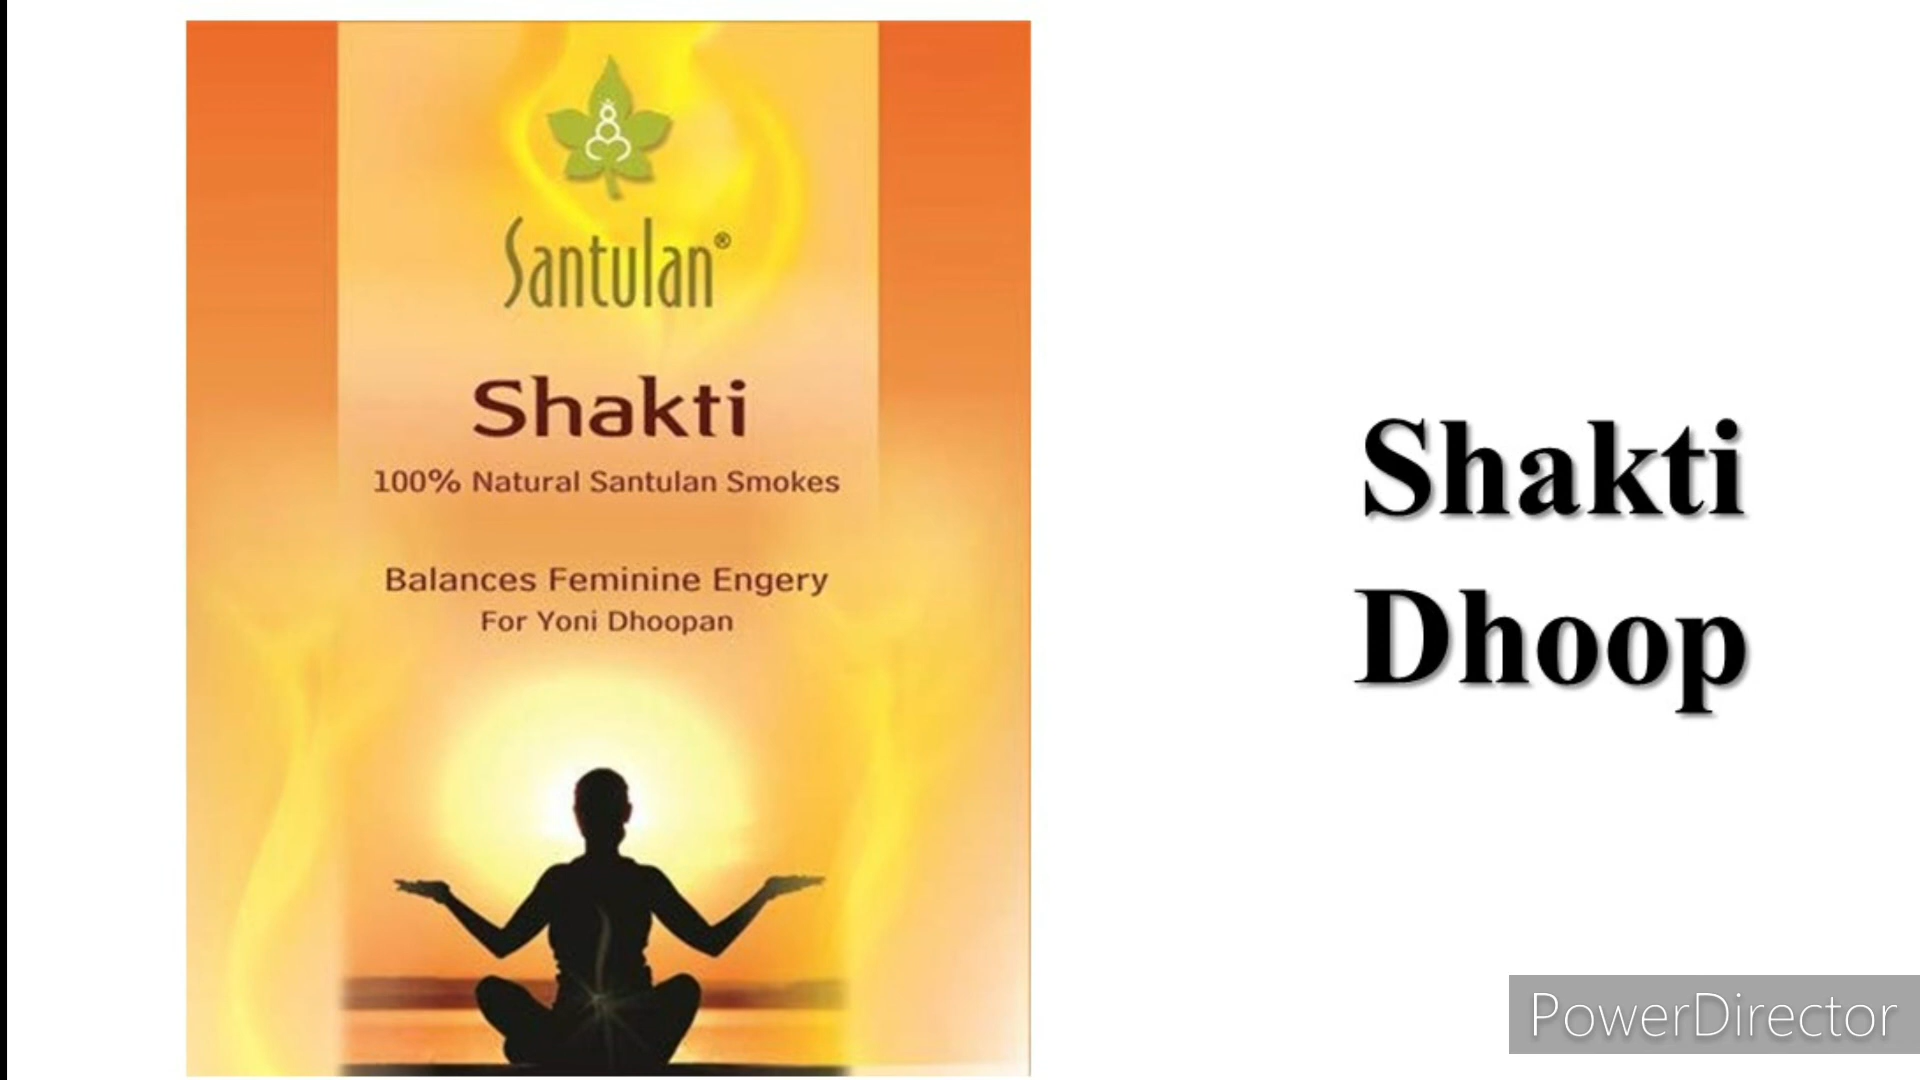 Santulan®
Shakti
100% Natural Santulan Smokes
Balances Feminine Engery
For Yoni Dhoopan
Shakti
Dhoop
PowerDirector